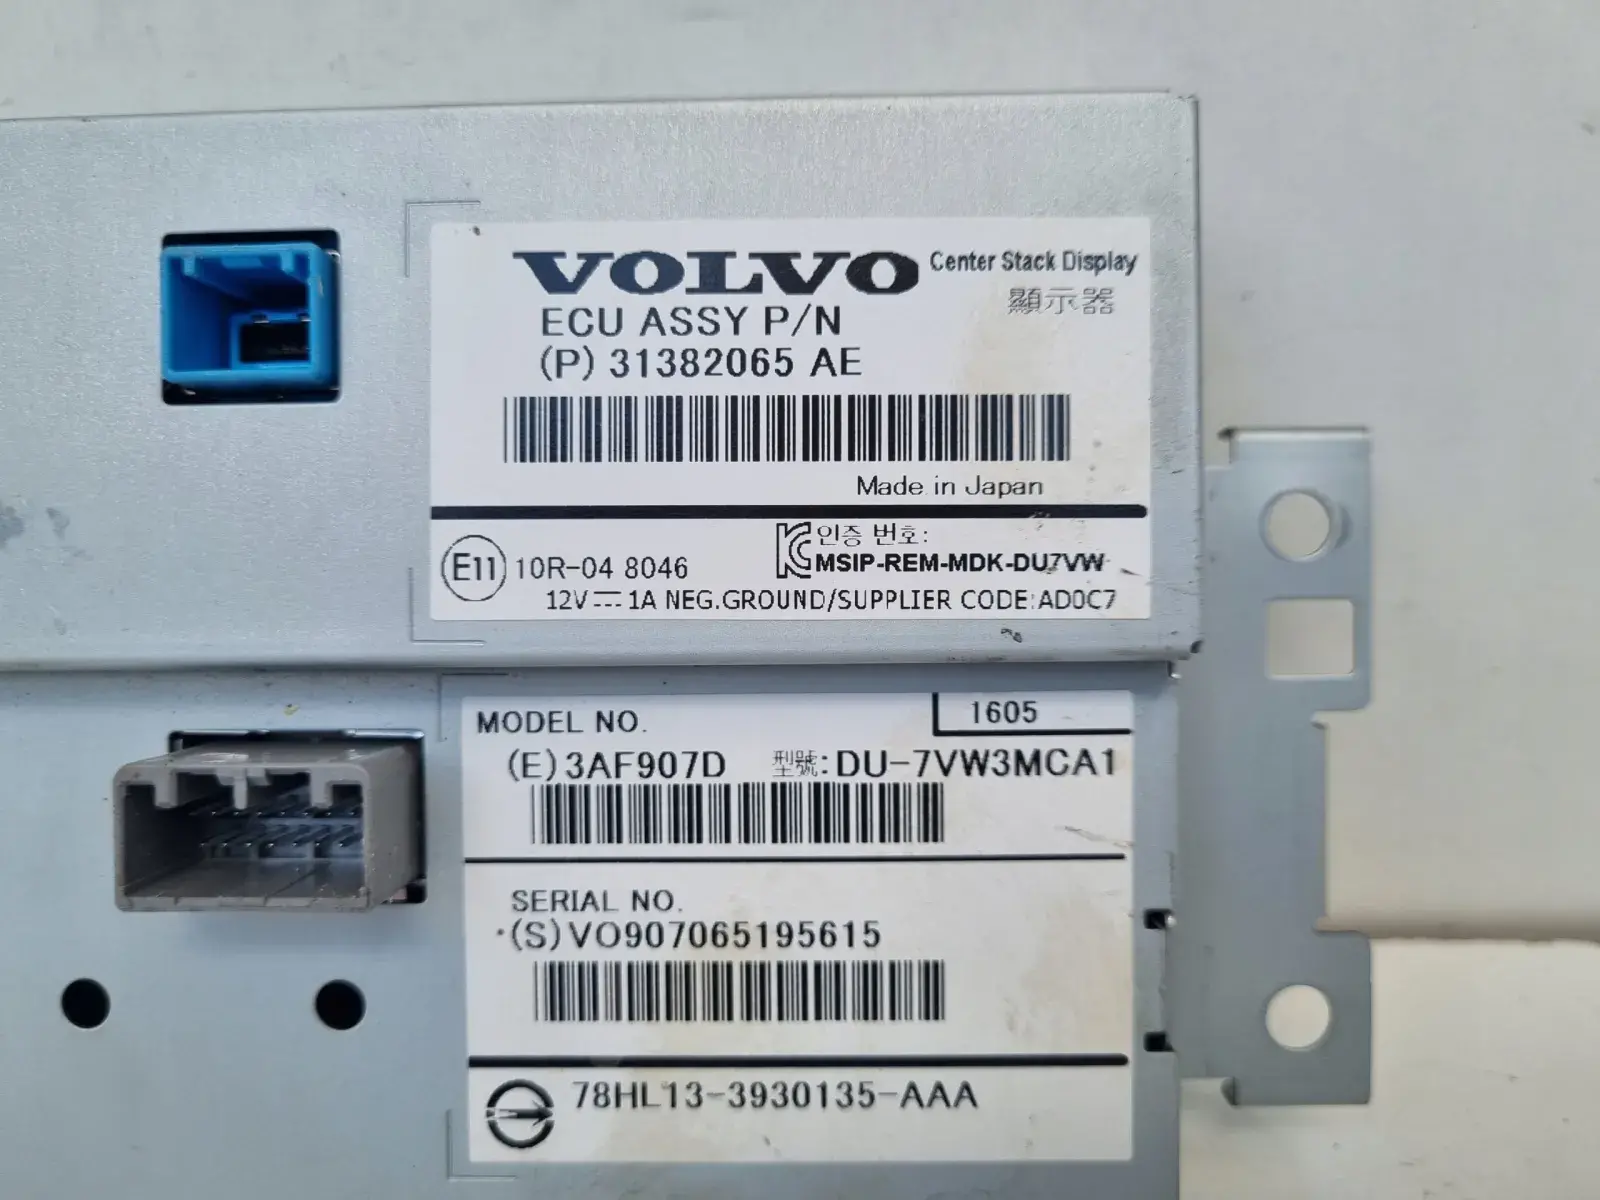 VOLVO Center Stack Display
顯示器
ECU ASSY P/N
(P) 31382065 AE
Made in Japan
E11 10R-04 8046
인증 번호:
MSIP-REM-MDK-DU7VW
12V 1A NEG.GROUND/SUPPLIER CODE:AD0C7
MODEL NO. 1605
(E)3AF907D 型號:DU-7VW3MCA1
SERIAL NO.
(S)VO907065195615
78HL13-3930135-AAA